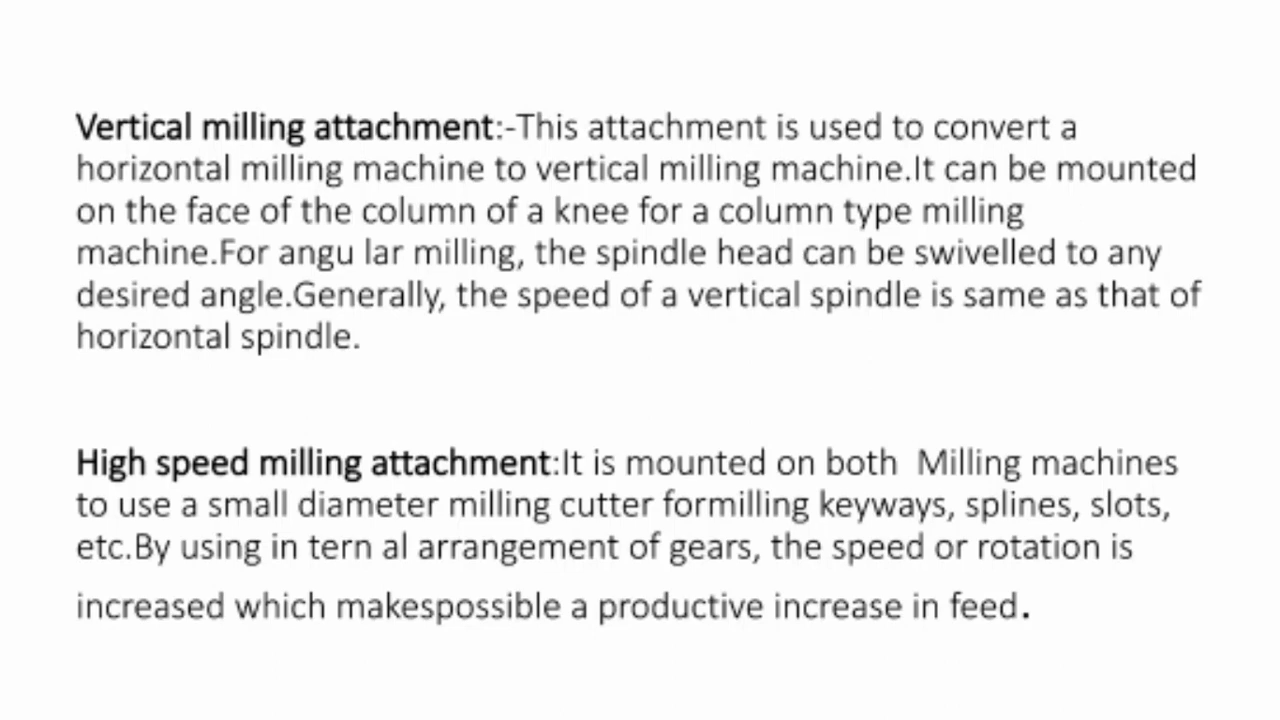 Vertical milling attachment:-This attachment is used to convert a
horizontal milling machine to vertical milling machine.It can be mounted
on the face of the column of a knee for a column type milling
machine.For angu lar milling, the spindle head can be swivelled to any
desired angle.Generally, the speed of a vertical spindle is same as that of
horizontal spindle.
High speed milling attachment:It is mounted on both  Milling machines
to use a small diameter milling cutter formilling keyways, splines, slots,
etc.By using in tern al arrangement of gears, the speed or rotation is
increased which makespossible a productive increase in feed.